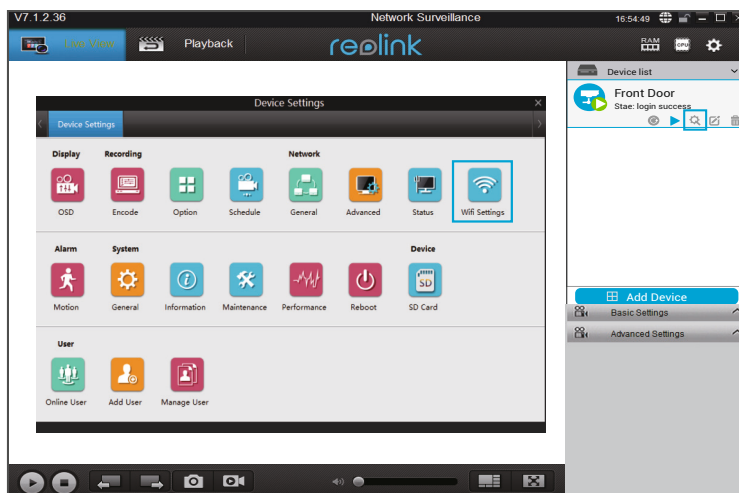 V7.1.2.36
Network Surveillance
16:54:49
Live View
Playback
reolink
RAM
CPU
Device list
Front Door
Stae: login success
Device Settings
Device Settings
Display
Recording
Network
OSD
Encode
Option
Schedule
General
Advanced
Status
Wifi Settings
Alarm
System
Device
SD
Motion
General
Information
Maintenance
Performance
Reboot
SD Card
User
Online User
Add User
Manage User
Add Device
Basic Settings
Advanced Settings